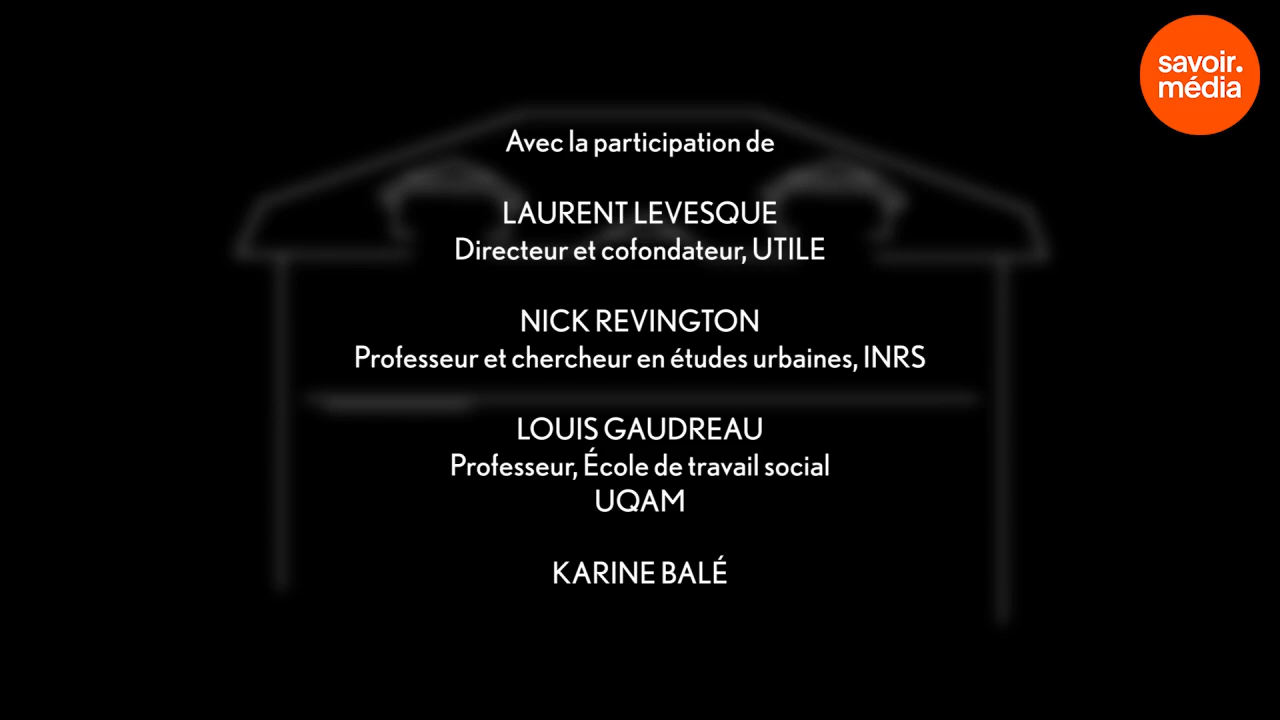 savoir.
média
Avec la participation de
LAURENT LEVESQUE
Directeur et cofondateur, UTILE
NICK REVINGTON
Professeur et chercheur en études urbaines, INRS
LOUIS GAUDREAU
Professeur, École de travail social
UQAM
KARINE BALÉ